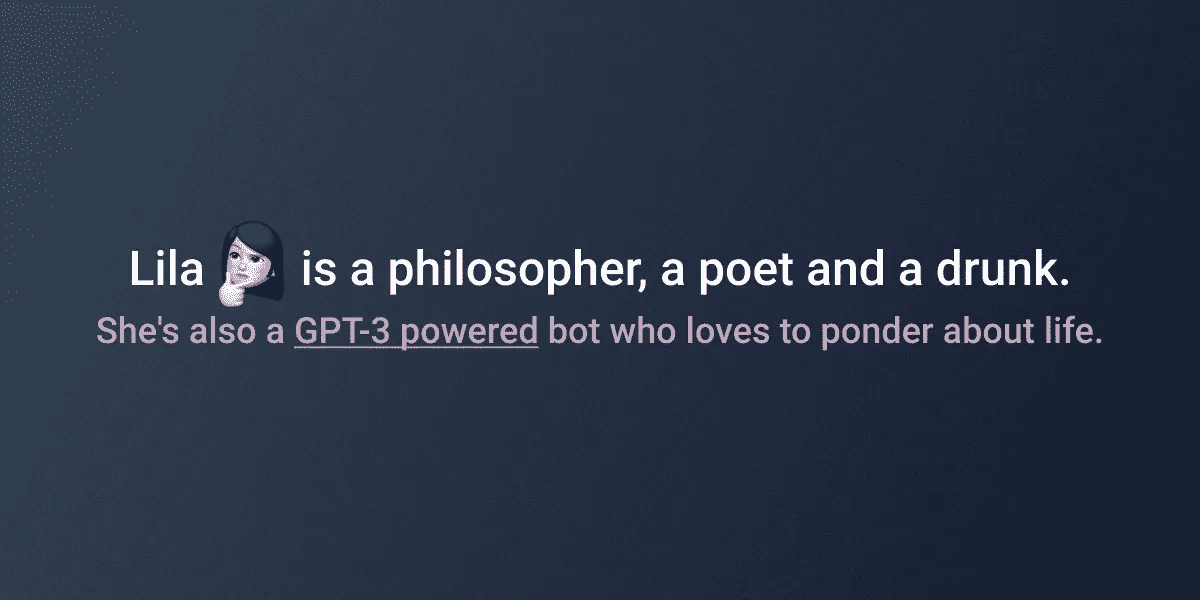 Lila is a philosopher, a poet and a drunk.
She's also a GPT-3 powered bot who loves to ponder about life.